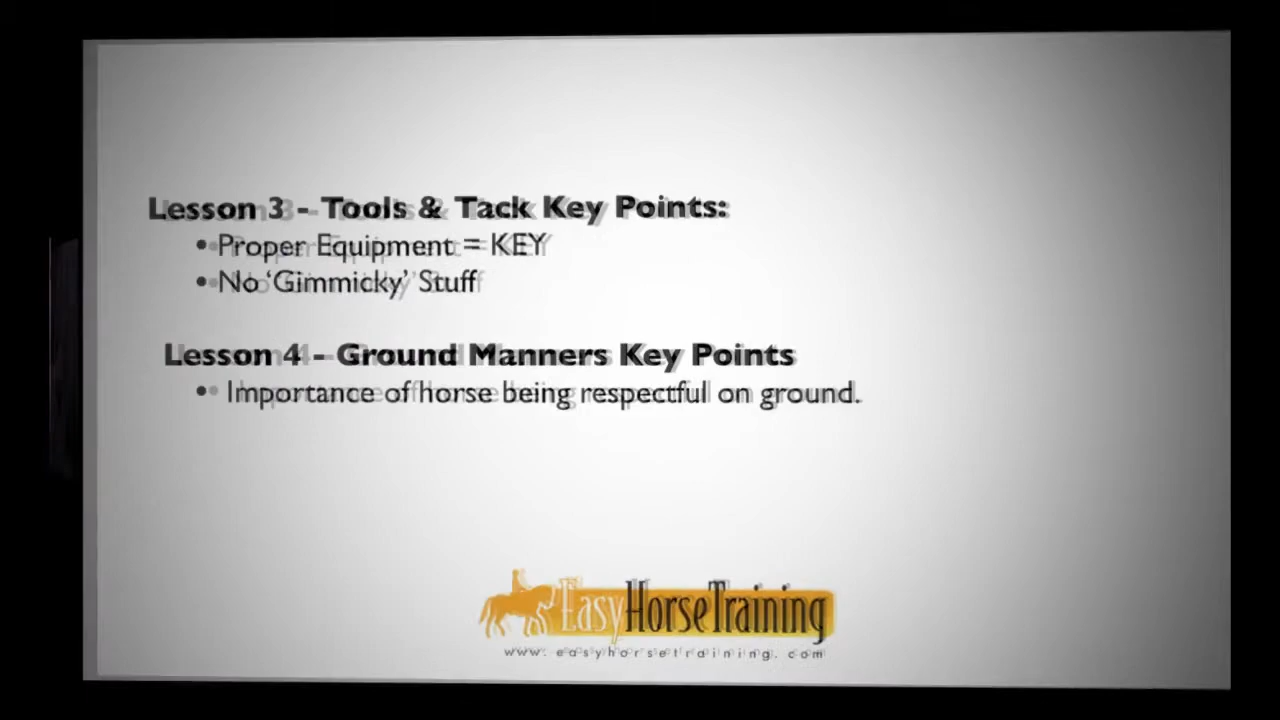 Lesson 3 - Tools & Tack Key Points:
• Proper Equipment = KEY
• No ‘Gimmicky’ Stuff
Lesson 4 - Ground Manners Key Points
• Importance of horse being respectful on ground.
EasyHorseTraining
www.easyhorsetraining.com